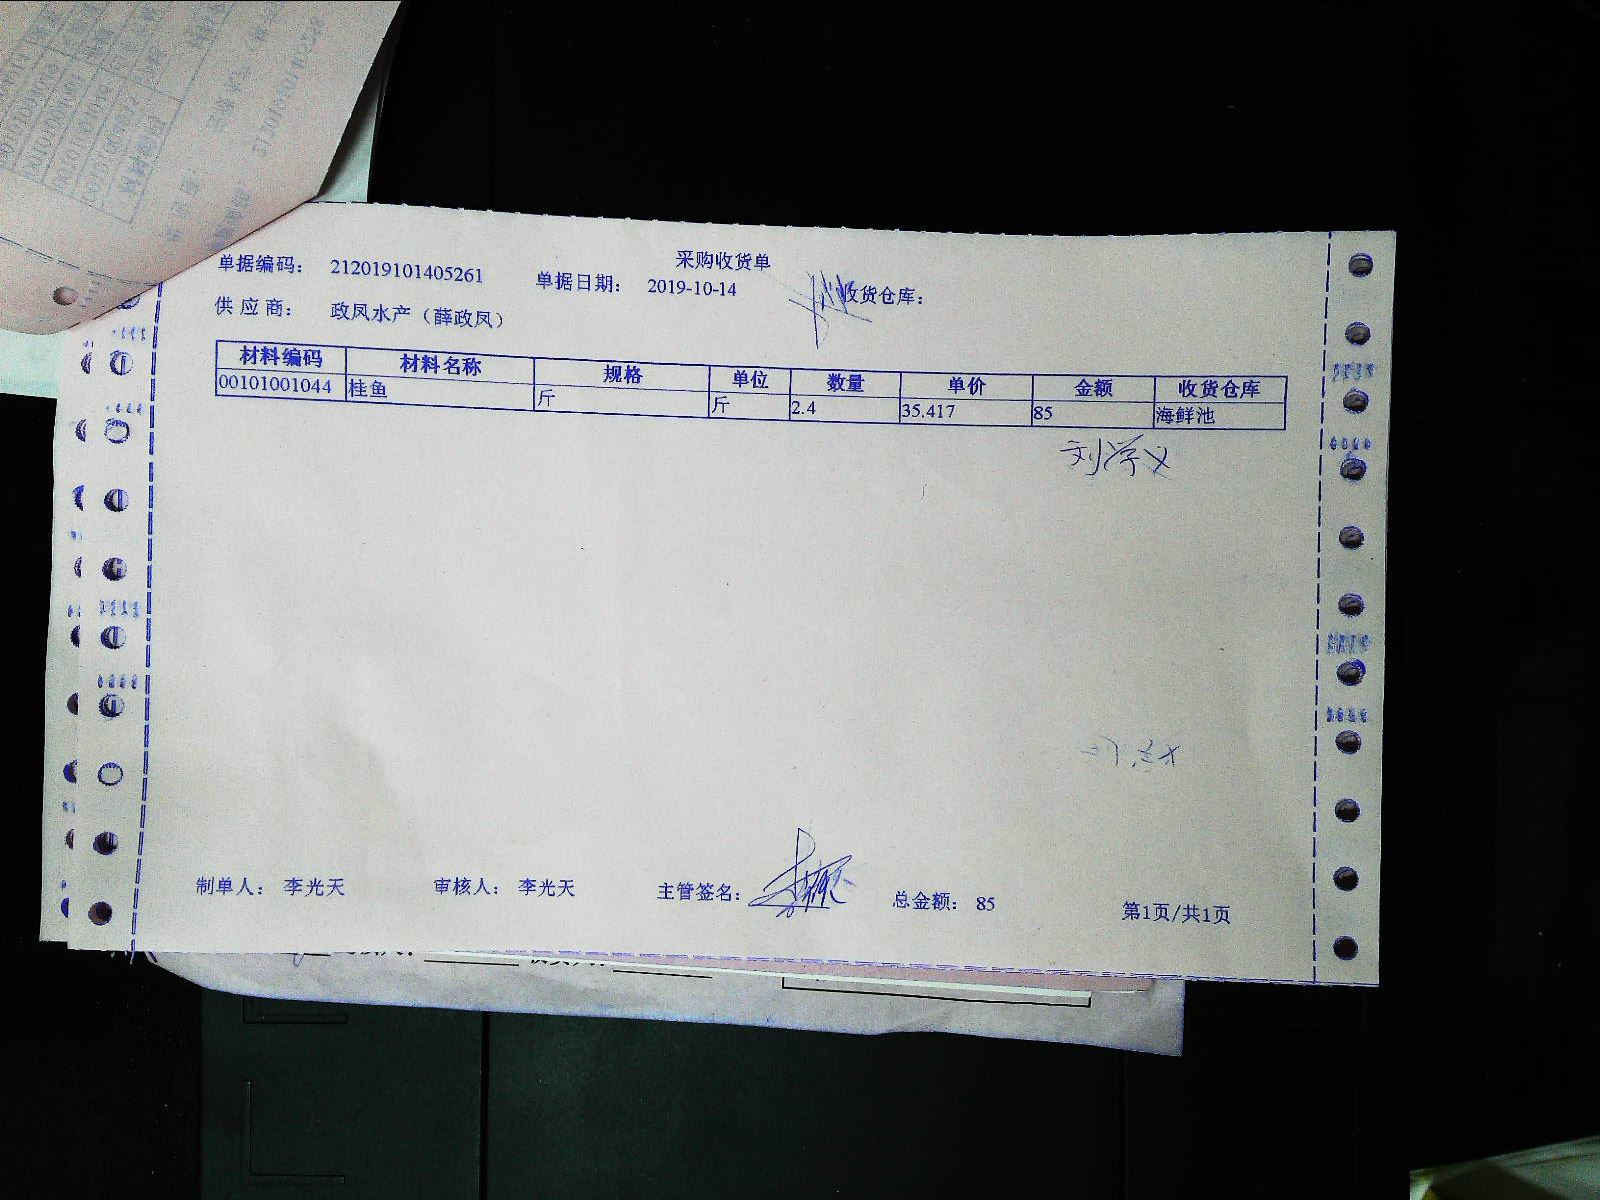 采购收货单
单据编码： 212019101405261 单据日期： 2019-10-14 收货仓库：
供应商： 政凤水产（薛政凤）
材料编码 材料名称 规格 单位 数量 单价 金额 收货仓库
00101001044 桂鱼 斤 斤 2.4 35.417 85 海鲜池
刘学义
制单人： 李光天 审核人： 李光天 主管签名： 总金额： 85 第1页/共1页